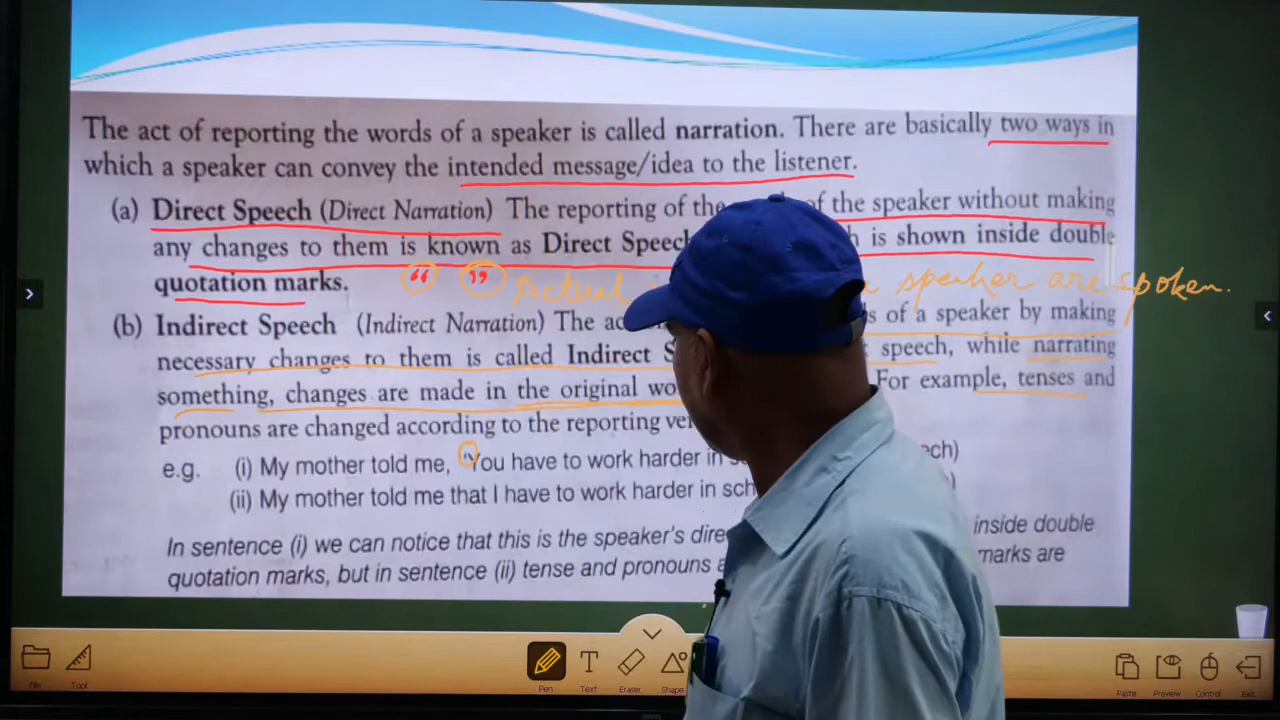 The act of reporting the words of a speaker is called narration. There are basically two ways in
which a speaker can convey the intended message/idea to the listener.
(a) Direct Speech (Direct Narration) The reporting of the of the speaker without making
any changes to them is known as Direct Speech is shown inside double
quotation marks. “ ” Actual speaker are spoken.
(b) Indirect Speech (Indirect Narration) The of a speaker by making
necessary changes to them is called Indirect speech, while narrating
something, changes are made in the original For example, tenses and
pronouns are changed according to the reporting
e.g. (i) My mother told me, “You have to work harder in
(ii) My mother told me that I have to work harder in
In sentence (i) we can notice that this is the speaker's inside double
quotation marks, but in sentence (ii) tense and pronouns marks are
File
Tool
Pen
Text
Eraser
Shape
Paste
Preview
Control
Exit